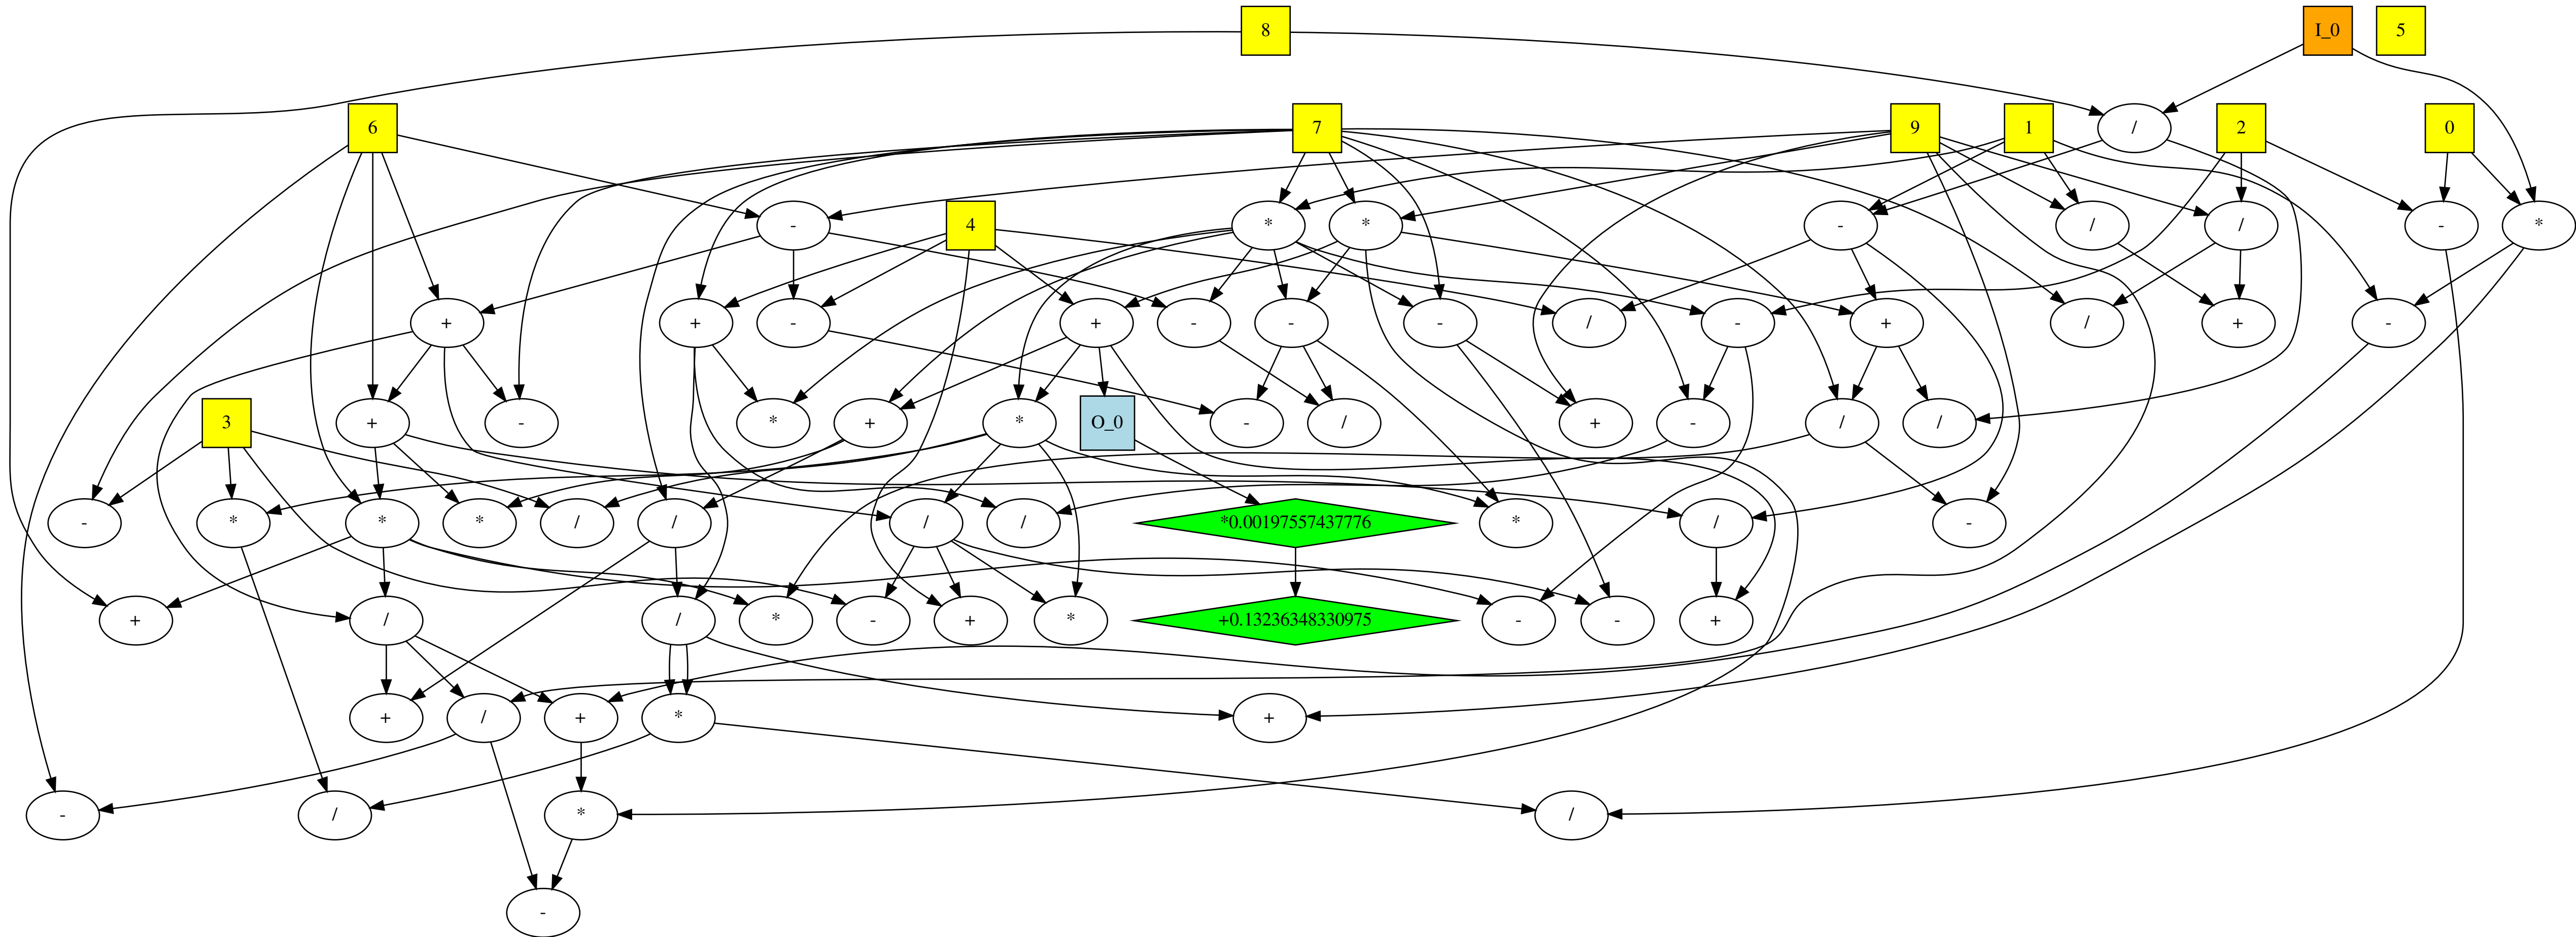 8 I_0 5
6 7 9 1 / 2 0
- 4 * * - / / - *
+ + - + - - - / - + / + -
3 + - * + * O_0 - / + - / /
- * * * / / / / *0.00197557437776 * / -
+ / / * - + * +0.13236348330975 - - +
+ / + * +
- / * /
-